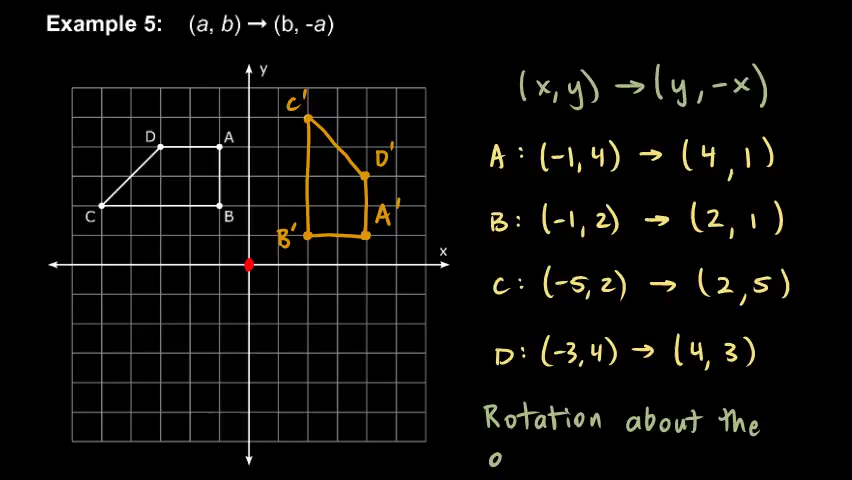 Example 5: (a, b) → (b, -a)
y
C'
(x, y) → (y, -x)
D
A
D'
A : (-1, 4) → (4, 1)
C
B
B'
A'
B : (-1, 2) → (2, 1)
x
C : (-5, 2) → (2, 5)
D : (-3, 4) → (4, 3)
Rotation about the
o